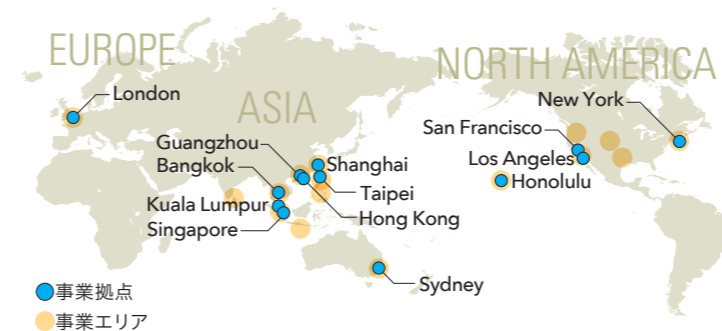 EUROPE
NORTH AMERICA
London
ASIA
New York
San Francisco
Guangzhou
Shanghai
Los Angeles
Bangkok
Honolulu
Taipei
Kuala Lumpur
Hong Kong
Singapore
Sydney
事業拠点
事業エリア